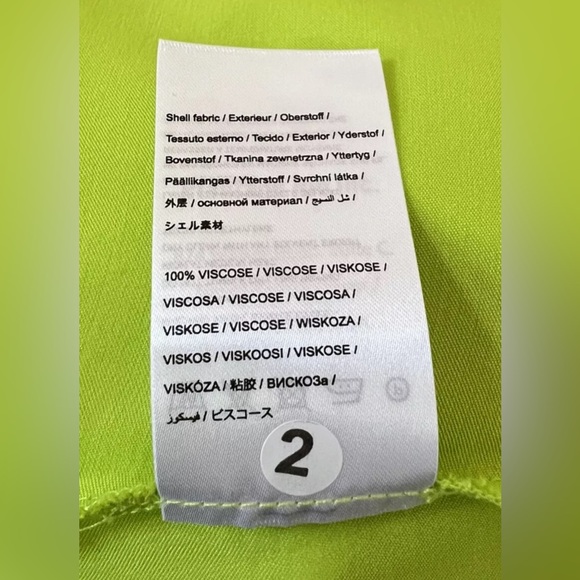 Shell fabric / Exterieur / Oberstoff /
Tessuto esterno / Tecido / Exterior / Yderstof /
Bovenstof / Tkanina zewnętrzna / Yttertyg /
Päällikangas / Ytterstoff / Svrchní látka /
外层 / основной материал / شل النسيج /
シェル素材
100% VISCOSE / VISCOSE / VISKOSE /
VISCOSA / VISCOSE / VISCOSA /
VISKOSE / VISCOSE / WISKOZA /
VISKOS / VISKOOSI / VISKOSE /
VISKÓZA / 粘胶 / ВИСКОЗа /
فيسكوز / ビスコース
2